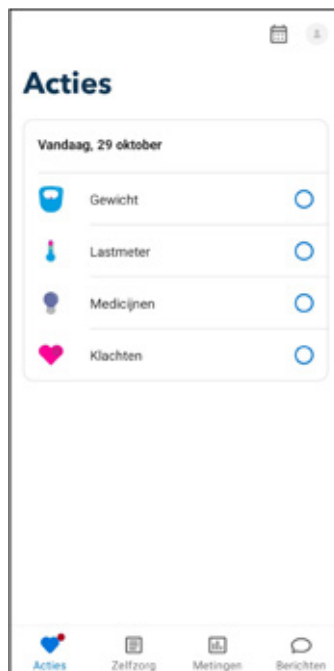 Acties
Vandaag, 29 oktober
Gewicht
Lastmeter
Medicijnen
Klachten
Acties
Zelfzorg
Metingen
Berichten